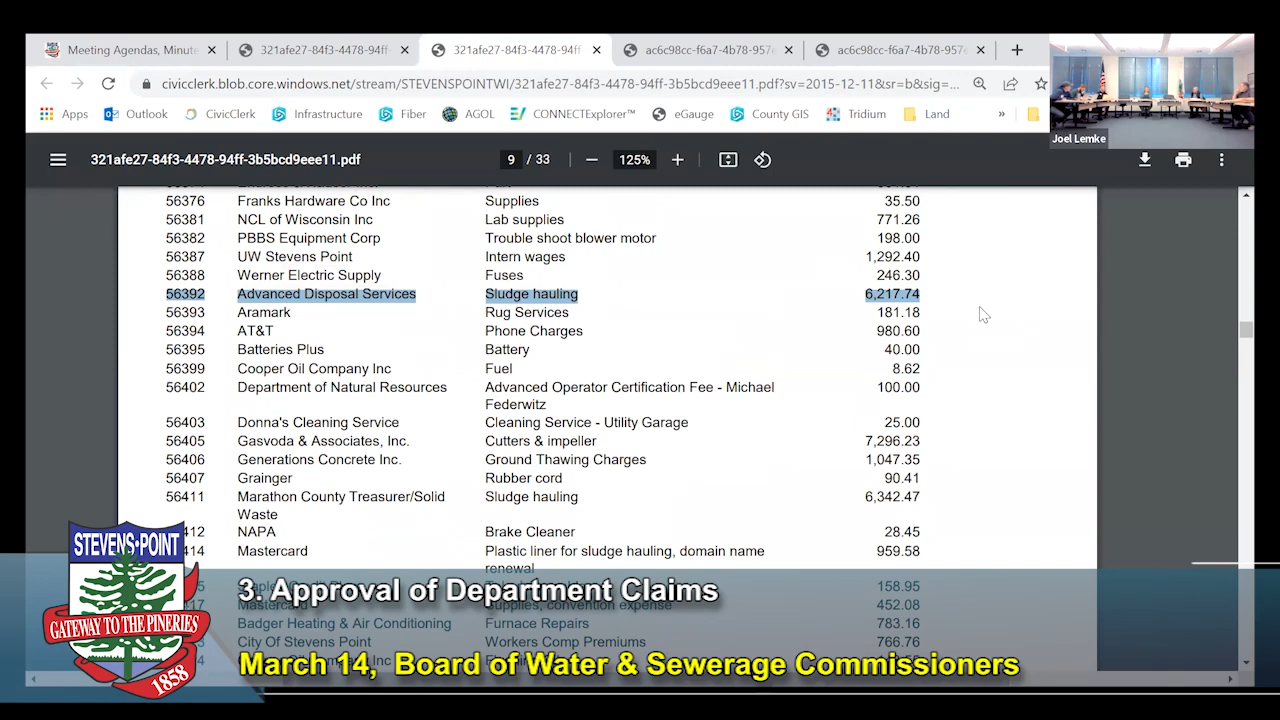 Meeting Agendas, Minute
321afe27-84f3-4478-94ff
321afe27-84f3-4478-94ff
ac6c98cc-f6a7-4b78-957e
ac6c98cc-f6a7-4b78-957e
civicclerk.blob.core.windows.net/stream/STEVENSPOINTWI/321afe27-84f3-4478-94ff-3b5bcd9eee11.pdf?sv=2015-12-11&sr=b&sig=...
Apps Outlook CivicClerk Infrastructure Fiber AGOL CONNECTExplorer™ eGauge County GIS Tridium Land »
Joel Lemke
321afe27-84f3-4478-94ff-3b5bcd9eee11.pdf 9 / 33 125%
56376 Franks Hardware Co Inc Supplies 35.50
56381 NCL of Wisconsin Inc Lab supplies 771.26
56382 PBBS Equipment Corp Trouble shoot blower motor 198.00
56387 UW Stevens Point Intern wages 1,292.40
56388 Werner Electric Supply Fuses 246.30
56392 Advanced Disposal Services Sludge hauling 6,217.74
56393 Aramark Rug Services 181.18
56394 AT&T Phone Charges 980.60
56395 Batteries Plus Battery 40.00
56399 Cooper Oil Company Inc Fuel 8.62
56402 Department of Natural Resources Advanced Operator Certification Fee - Michael 100.00
Federwitz
56403 Donna's Cleaning Service Cleaning Service - Utility Garage 25.00
56405 Gasvoda & Associates, Inc. Cutters & impeller 7,296.23
56406 Generations Concrete Inc. Ground Thawing Charges 1,047.35
56407 Grainger Rubber cord 90.41
56411 Marathon County Treasurer/Solid Sludge hauling 6,342.47
Waste
412 NAPA Brake Cleaner 28.45
414 Mastercard Plastic liner for sludge hauling, domain name 959.58
renewal
158.95
Mastercard Supplies, convention expense 452.08
Badger Heating & Air Conditioning Furnace Repairs 783.16
City Of Stevens Point Workers Comp Premiums 766.76
STEVENS•POINT
GATEWAY TO THE PINERIES
1858
3. Approval of Department Claims
March 14, Board of Water & Sewerage Commissioners